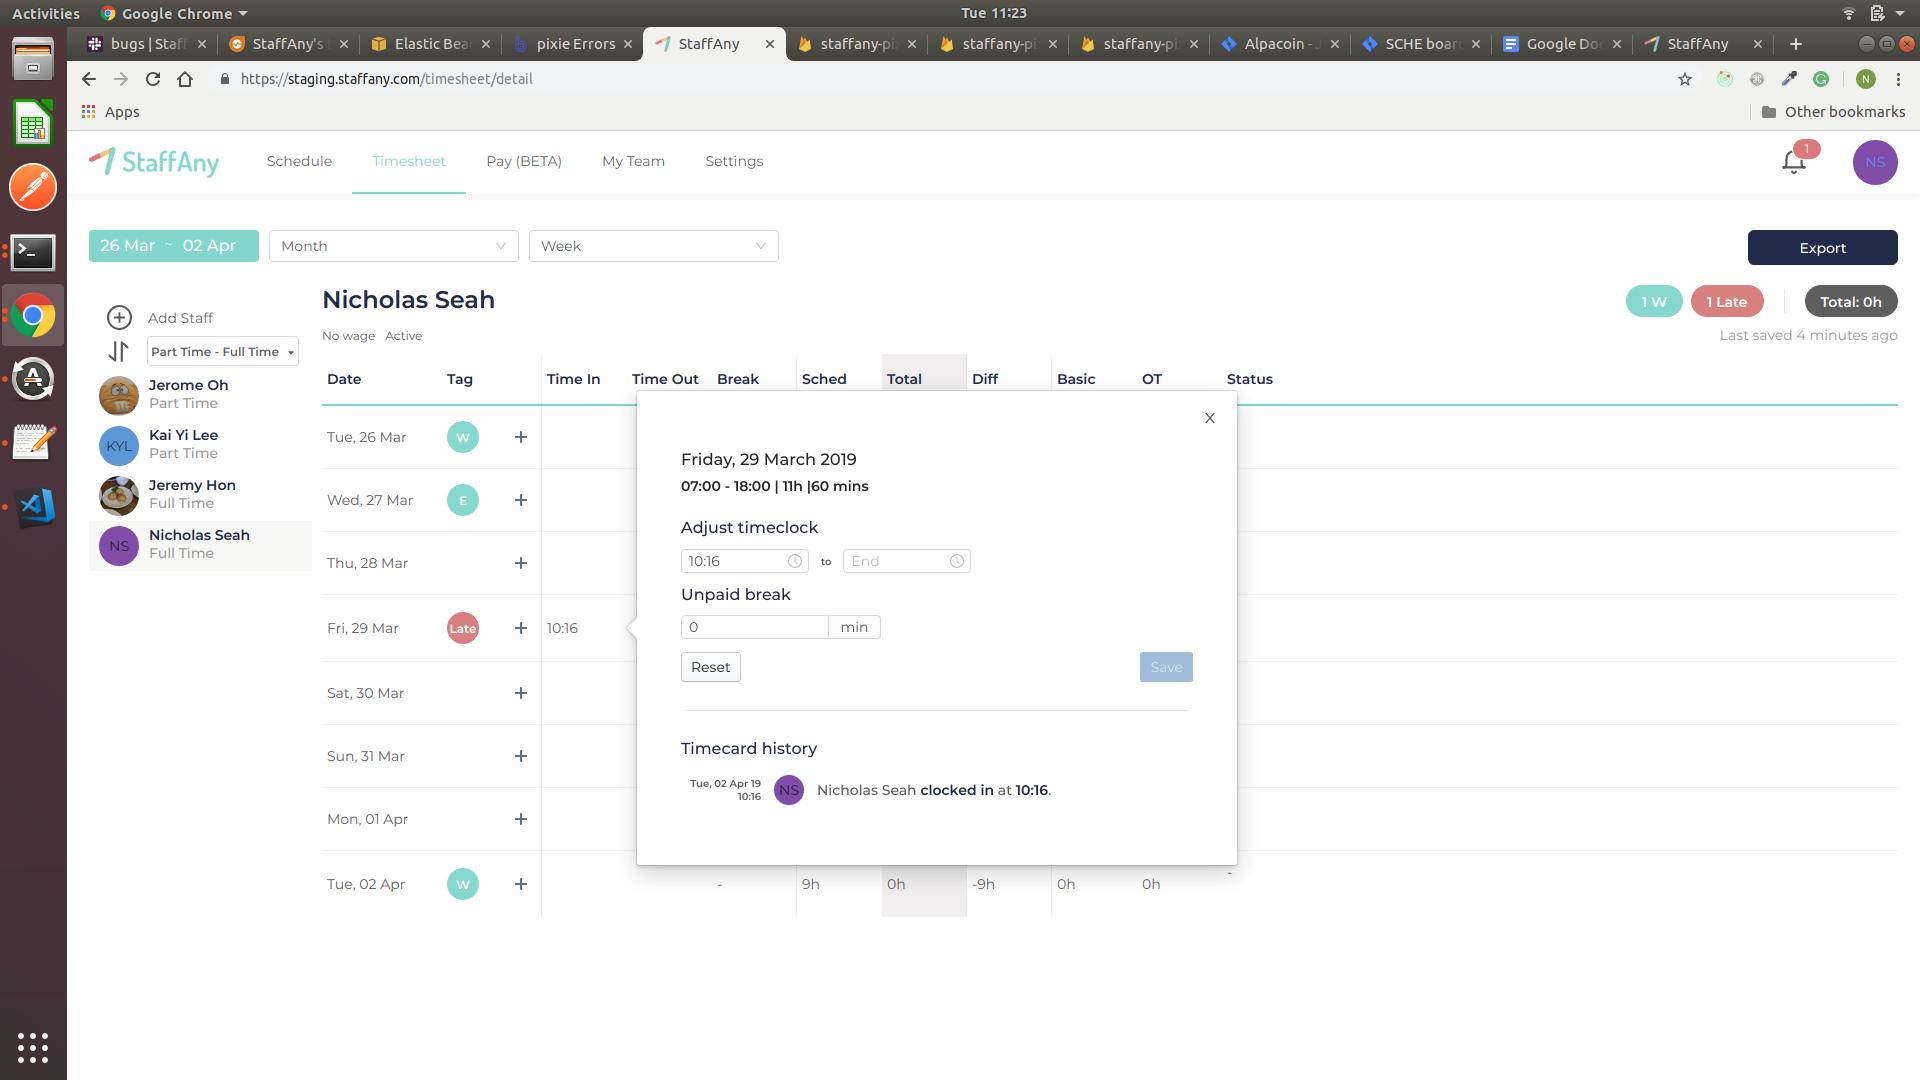 Activities Google Chrome Tue 11:23
bugs | Staff StaffAny's Elastic Bea pixie Errors StaffAny staffany-pi staffany-pi staffany-pi Alpacoin - J SCHE board Google Doc StaffAny
https://staging.staffany.com/timesheet/detail N
Apps Other bookmarks
StaffAny Schedule Timesheet Pay (BETA) My Team Settings 1 NS
26 Mar ~ 02 Apr Month Week Export
Nicholas Seah 1 W 1 Late Total: 0h
No wage Active Last saved 4 minutes ago
Add Staff
Part Time - Full Time
Jerome Oh
Part Time
KYL Kai Yi Lee
Part Time
Jeremy Hon
Full Time
NS Nicholas Seah
Full Time
Date Tag Time In Time Out Break Sched Total Diff Basic OT Status
Tue, 26 Mar W +
Wed, 27 Mar E +
Thu, 28 Mar +
Fri, 29 Mar Late + 10:16
Sat, 30 Mar +
Sun, 31 Mar +
Mon, 01 Apr +
Tue, 02 Apr W + - 9h 0h -9h 0h 0h -
X
Friday, 29 March 2019
07:00 - 18:00 | 11h |60 mins
Adjust timeclock
10:16 to End
Unpaid break
0 min
Reset Save
Timecard history
Tue, 02 Apr 19
10:16
NS Nicholas Seah clocked in at 10:16.